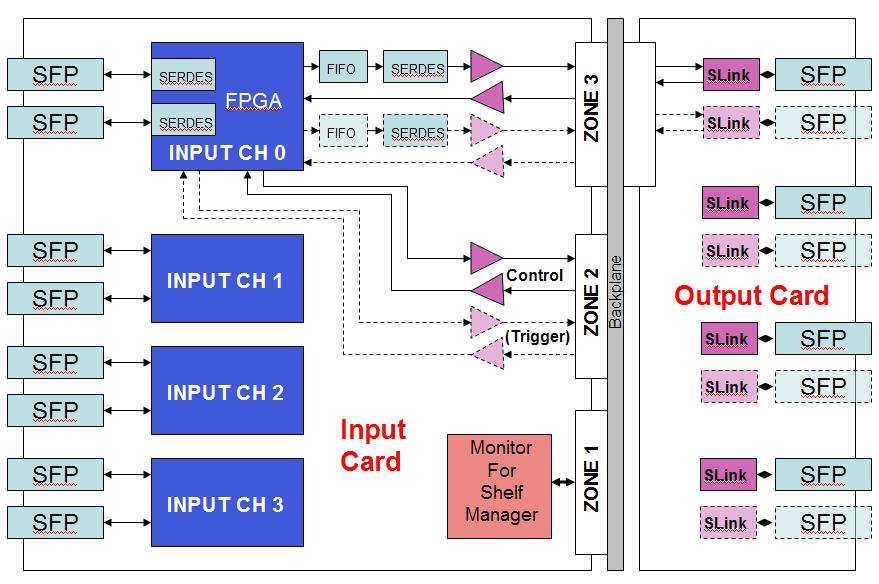 SFP
SERDES
FIFO
SERDES
ZONE 3
SLink
SFP
FPGA
SFP
SERDES
FIFO
SERDES
SLink
SFP
INPUT CH 0
SLink
SFP
SFP
SLink
SFP
INPUT CH 1
Control
ZONE 2
Backplane
Output Card
SFP
(Trigger)
SLink
SFP
SFP
INPUT CH 2
SLink
SFP
SFP
Input
Card
Monitor
For
Shelf
Manager
ZONE 1
SFP
SLink
SFP
INPUT CH 3
SFP
SLink
SFP